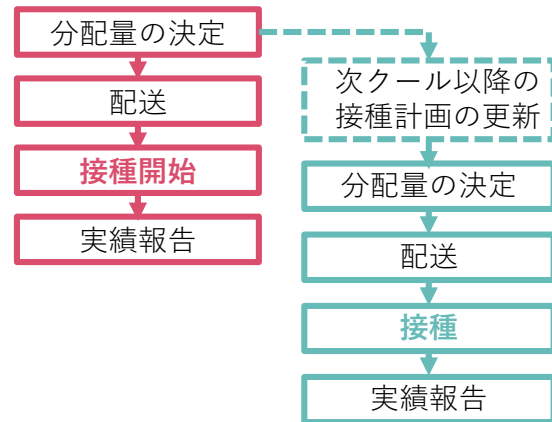 分配量の決定
配送
接種開始
実績報告
次クール以降の
接種計画の更新
分配量の決定
配送
接種
実績報告